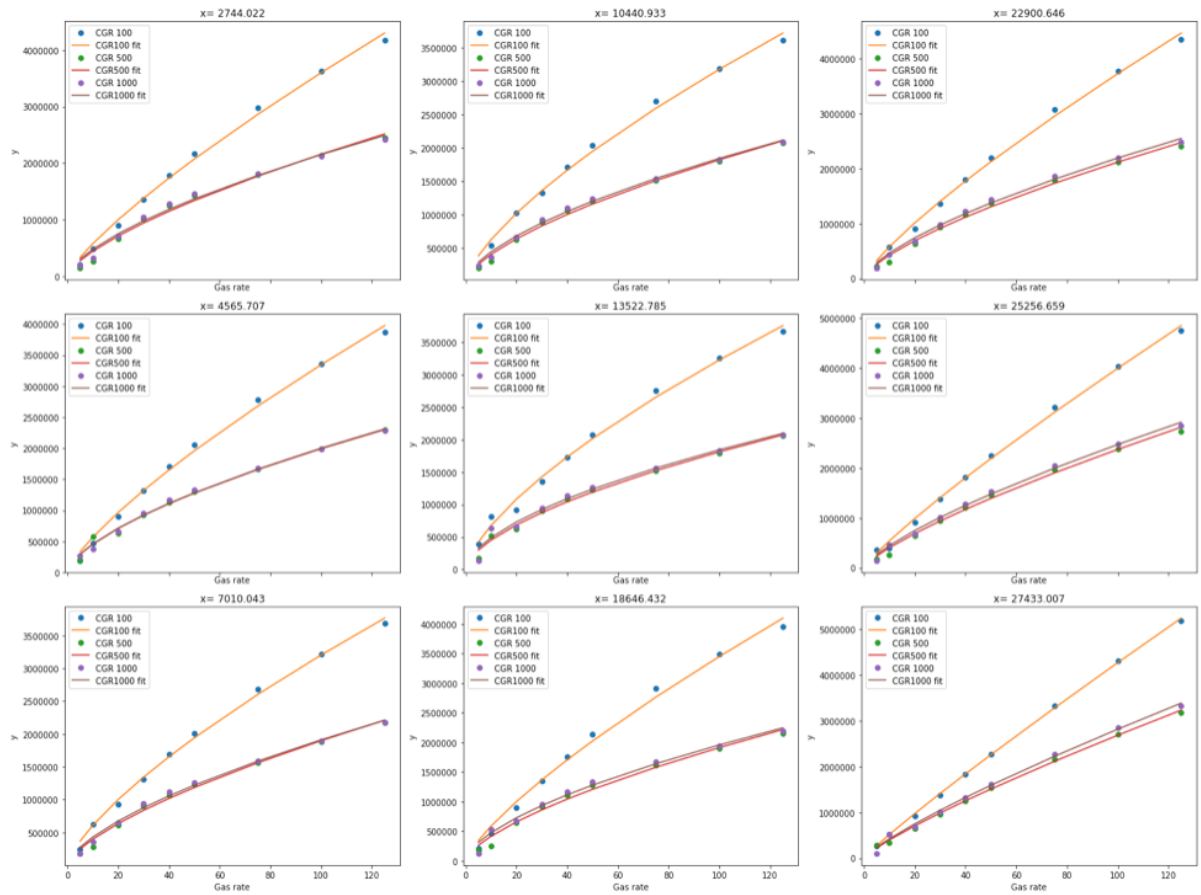 x= 2744.022
4000000
3000000
2000000
1000000
0
y
CGR 100
CGR100 fit
CGR 500
CGR500 fit
CGR 1000
CGR1000 fit
Gas rate
x= 10440.933
3500000
3000000
2500000
2000000
1500000
1000000
500000
y
CGR 100
CGR100 fit
CGR 500
CGR500 fit
CGR 1000
CGR1000 fit
Gas rate
x= 22900.646
4000000
3000000
2000000
1000000
0
y
CGR 100
CGR100 fit
CGR 500
CGR500 fit
CGR 1000
CGR1000 fit
Gas rate
x= 4565.707
4000000
3500000
3000000
2500000
2000000
1500000
1000000
500000
0
y
CGR 100
CGR100 fit
CGR 500
CGR500 fit
CGR 1000
CGR1000 fit
Gas rate
x= 13522.785
3500000
3000000
2500000
2000000
1500000
1000000
500000
0
y
CGR 100
CGR100 fit
CGR 500
CGR500 fit
CGR 1000
CGR1000 fit
Gas rate
x= 25256.659
5000000
4000000
3000000
2000000
1000000
0
y
CGR 100
CGR100 fit
CGR 500
CGR500 fit
CGR 1000
CGR1000 fit
Gas rate
x= 7010.043
3500000
3000000
2500000
2000000
1500000
1000000
500000
y
CGR 100
CGR100 fit
CGR 500
CGR500 fit
CGR 1000
CGR1000 fit
0 20 40 60 80 100 120
Gas rate
x= 18646.432
4000000
3500000
3000000
2500000
2000000
1500000
1000000
500000
0
y
CGR 100
CGR100 fit
CGR 500
CGR500 fit
CGR 1000
CGR1000 fit
0 20 40 60 80 100 120
Gas rate
x= 27433.007
5000000
4000000
3000000
2000000
1000000
0
y
CGR 100
CGR100 fit
CGR 500
CGR500 fit
CGR 1000
CGR1000 fit
0 20 40 60 80 100 120
Gas rate